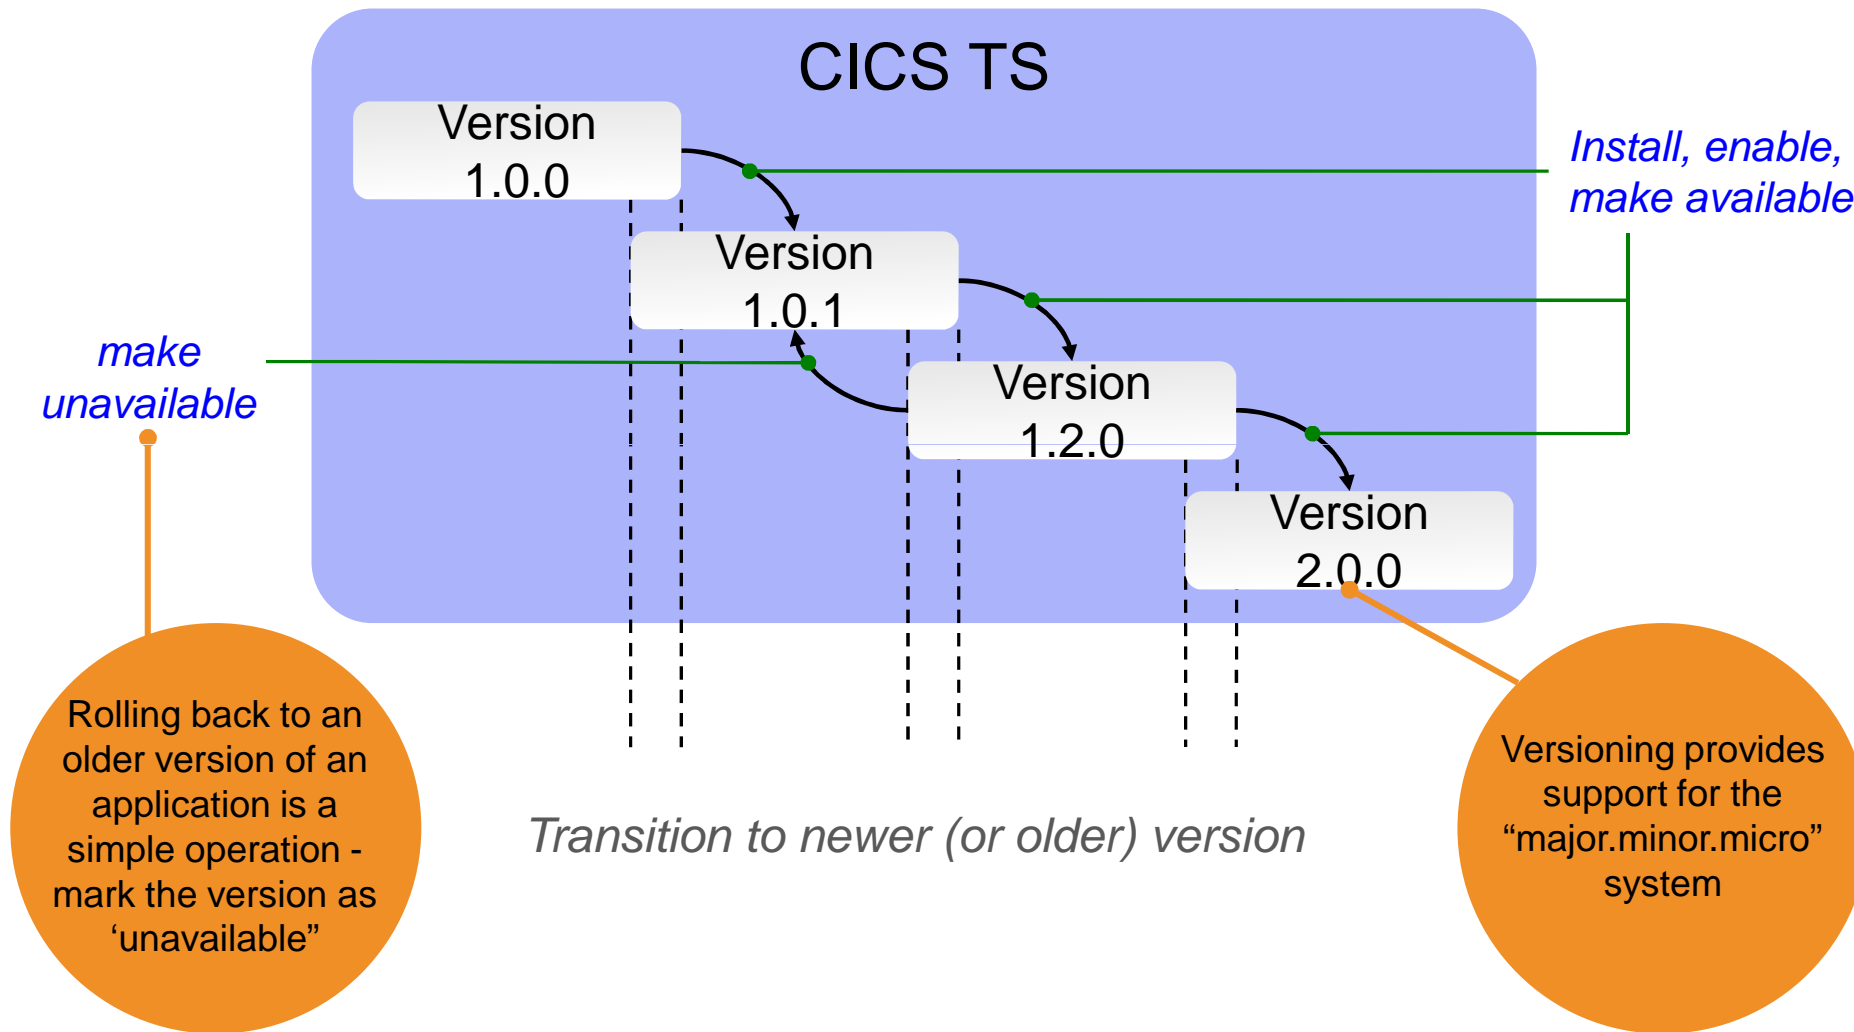 CICS TS
Version
1.0.0
Install, enable,
make available
Version
1.0.1
make
unavailable
Version
1.2.0
Version
2.0.0
Rolling back to an
older version of an
application is a
simple operation -
mark the version as
‘unavailable”
Transition to newer (or older) version
Versioning provides
support for the
“major.minor.micro”
system